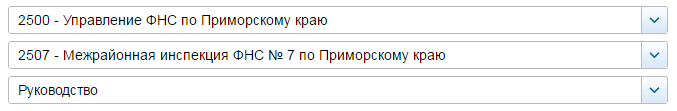 2500 - Управление ФНС по Приморскому краю
2507 - Межрайонная инспекция ФНС № 7 по Приморскому краю
Руководство